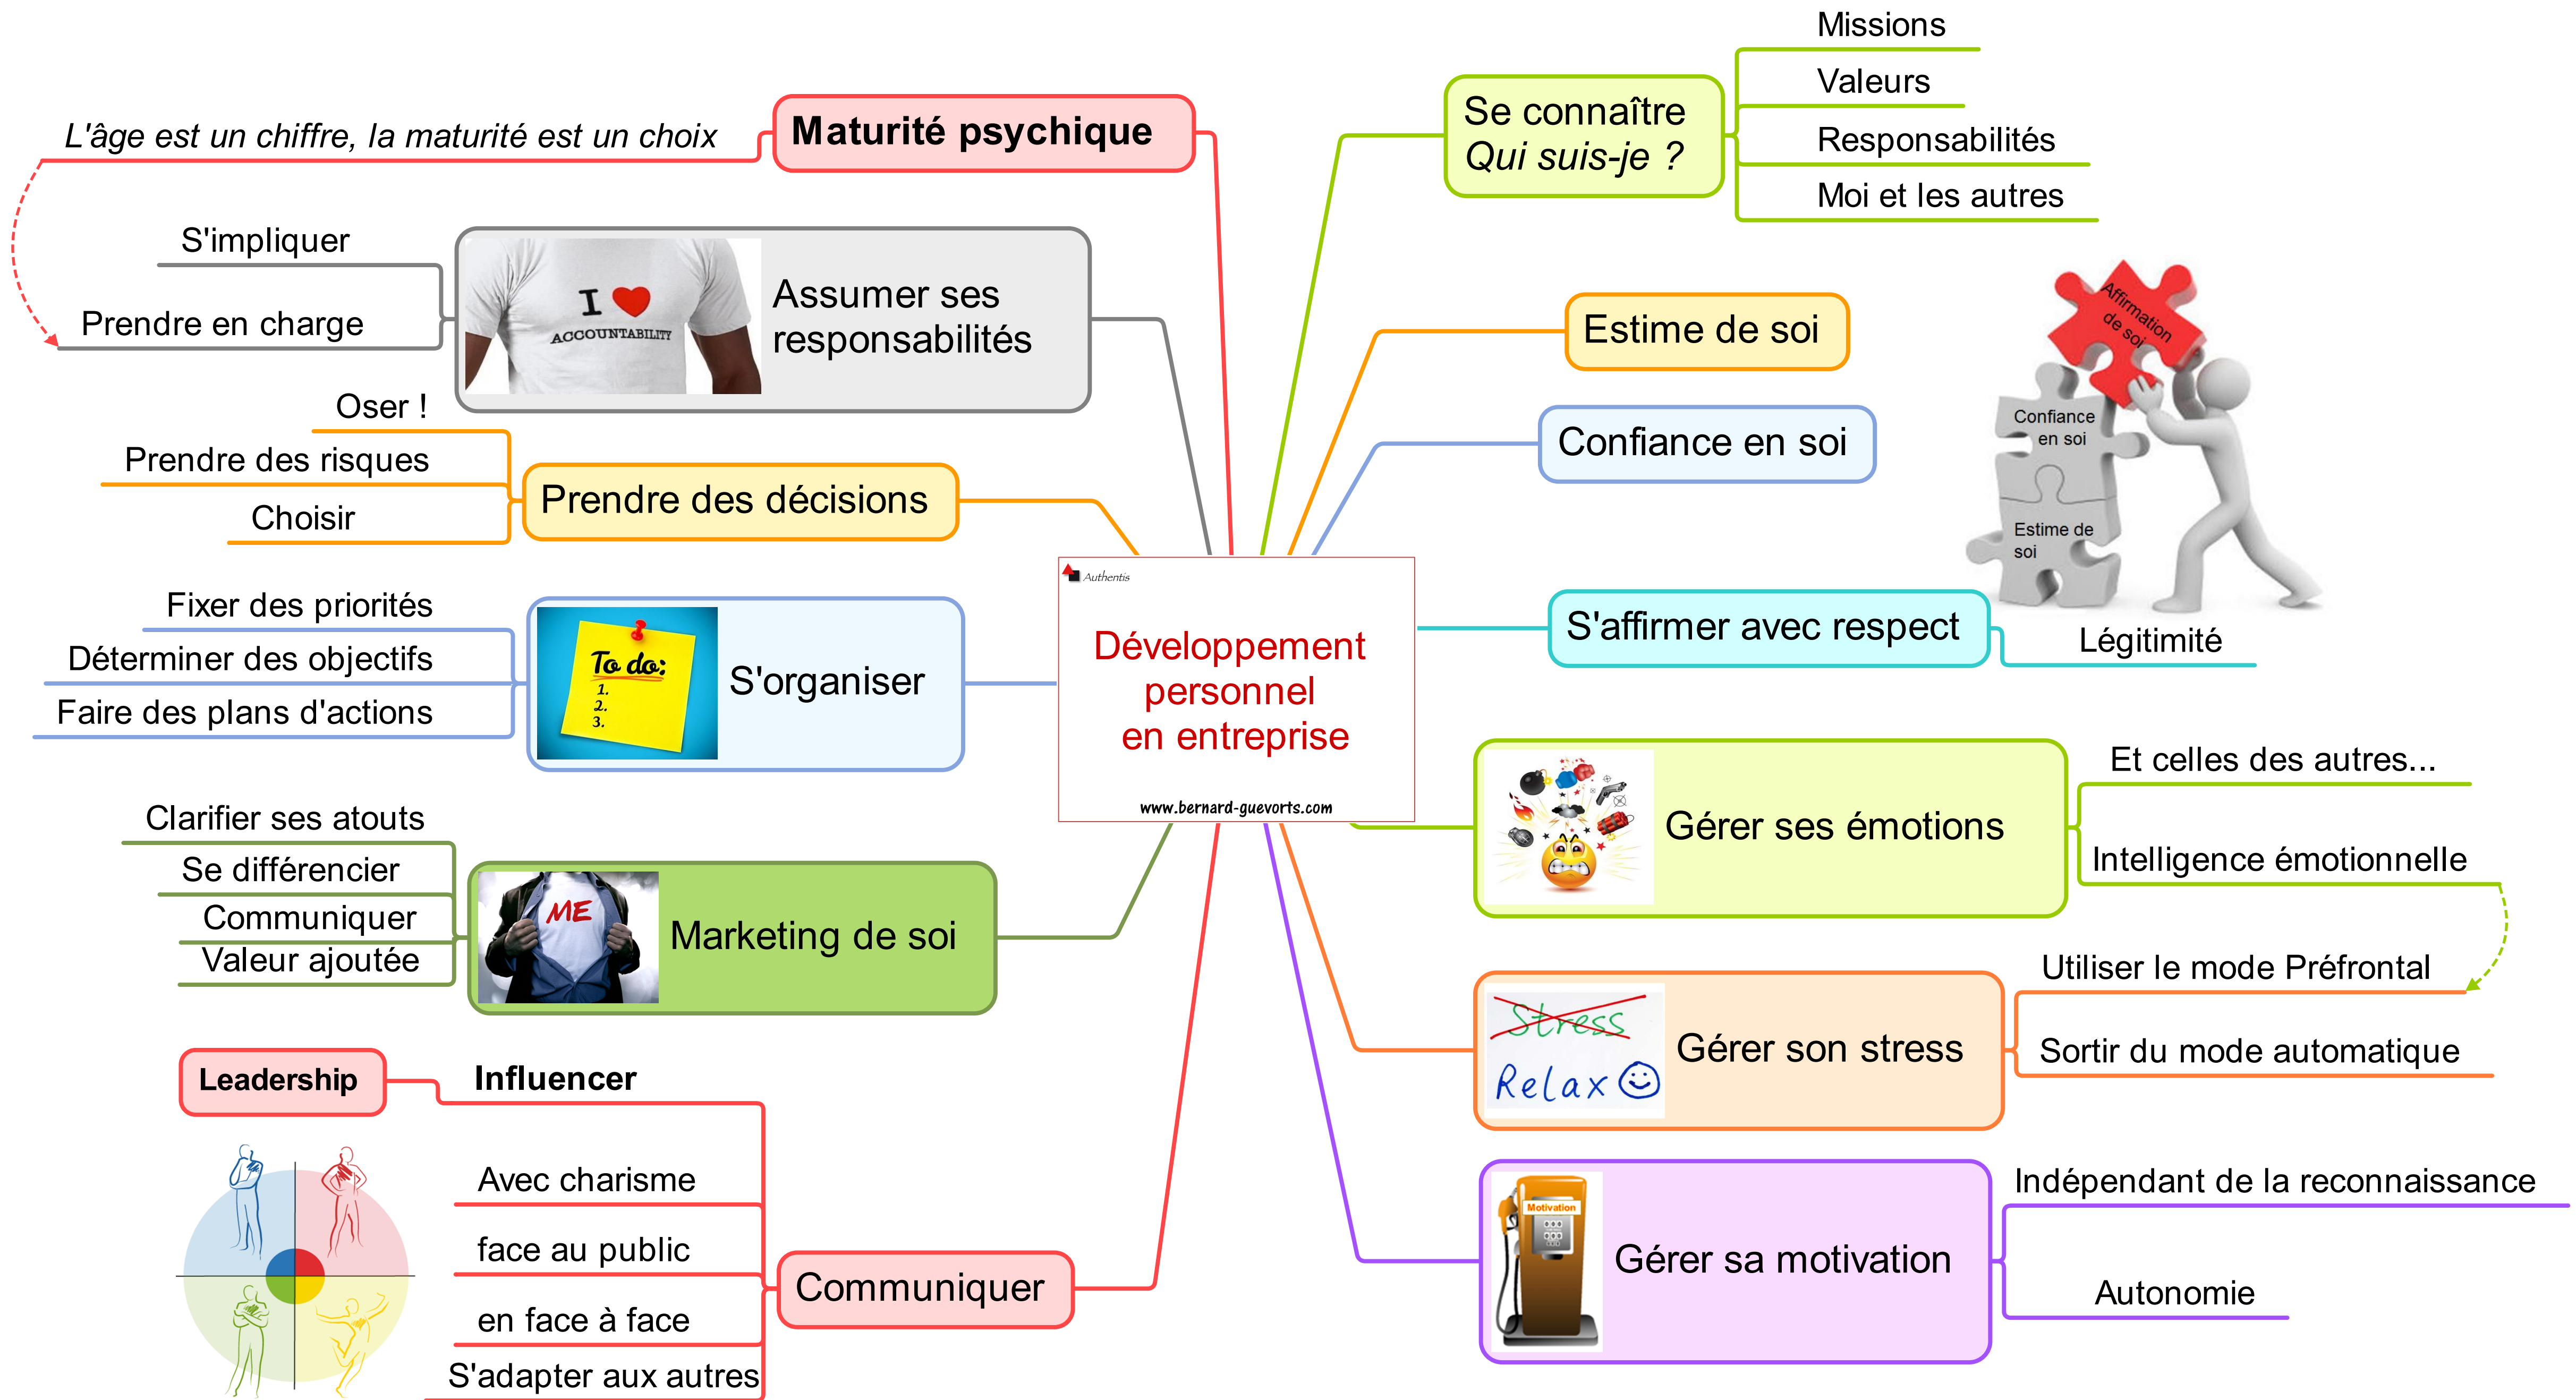 Authentis
Développement
personnel
en entreprise
www.bernard-guevorts.com
Se connaître
Qui suis-je ?
Missions
Valeurs
Responsabilités
Moi et les autres
Estime de soi
Confiance en soi
Affirmation
de soi
Confiance
en soi
Estime de
soi
S'affirmer avec respect
Légitimité
Gérer ses émotions
Et celles des autres...
Intelligence émotionnelle
Stress
Relax
Gérer son stress
Utiliser le mode Préfrontal
Sortir du mode automatique
Motivation
Gérer sa motivation
Indépendant de la reconnaissance
Autonomie
Maturité psychique
L'âge est un chiffre, la maturité est un choix
I
ACCOUNTABILITY
Assumer ses
responsabilités
S'impliquer
Prendre en charge
Prendre des décisions
Oser !
Prendre des risques
Choisir
To do:
1.
2.
3.
S'organiser
Fixer des priorités
Déterminer des objectifs
Faire des plans d'actions
ME
Marketing de soi
Clarifier ses atouts
Se différencier
Communiquer
Valeur ajoutée
Communiquer
Influencer
Leadership
Avec charisme
face au public
en face à face
S'adapter aux autres